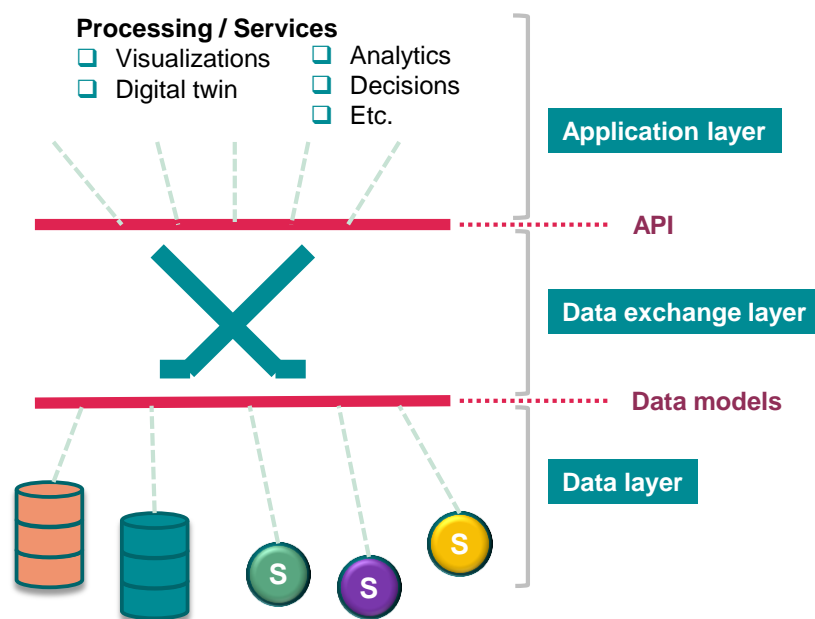 Processing / Services
Visualizations
Digital twin
Analytics
Decisions
Etc.
Application layer
API
Data exchange layer
Data models
Data layer
S
S
S